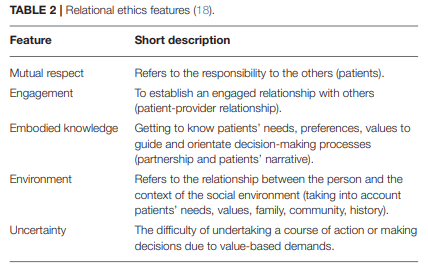 TABLE 2 | Relational ethics features (18).
Feature Short description
Mutual respect Refers to the responsibility to the others (patients).
Engagement To establish an engaged relationship with others
(patient-provider relationship).
Embodied knowledge Getting to know patients' needs, preferences, values to
guide and orientate decision-making processes
(partnership and patients' narrative).
Environment Refers to the relationship between the person and the
context of the social environment (taking into account
patients' needs, values, family, community, history).
Uncertainty The difficulty of undertaking a course of action or making
decisions due to value-based demands.